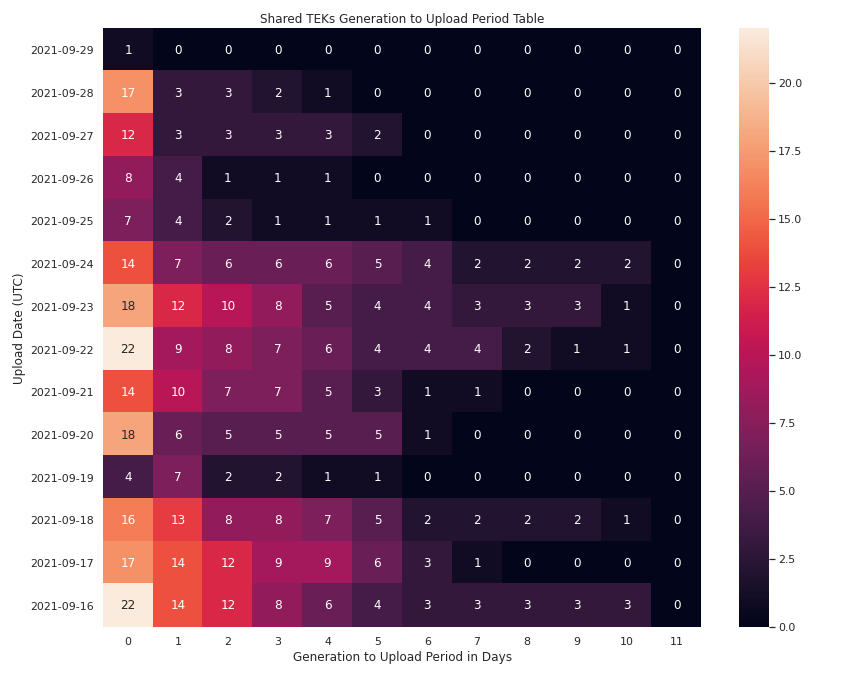 Shared TEKs Generation to Upload Period Table
2021-09-29 1 0 0 0 0 0 0 0 0 0 0 0
2021-09-28 17 3 3 2 1 0 0 0 0 0 0 0
2021-09-27 12 3 3 3 3 2 0 0 0 0 0 0
2021-09-26 8 4 1 1 1 0 0 0 0 0 0 0
2021-09-25 7 4 2 1 1 1 1 0 0 0 0 0
2021-09-24 14 7 6 6 6 5 4 2 2 2 2 0
2021-09-23 18 12 10 8 5 4 4 3 3 3 1 0
2021-09-22 22 9 8 7 6 4 4 4 2 1 1 0
2021-09-21 14 10 7 7 5 3 1 1 0 0 0 0
2021-09-20 18 6 5 5 5 5 1 0 0 0 0 0
2021-09-19 4 7 2 2 1 1 0 0 0 0 0 0
2021-09-18 16 13 8 8 7 5 2 2 2 2 1 0
2021-09-17 17 14 12 9 9 6 3 1 0 0 0 0
2021-09-16 22 14 12 8 6 4 3 3 3 3 3 0
0 1 2 3 4 5 6 7 8 9 10 11
Generation to Upload Period in Days
Upload Date (UTC)
20.0
17.5
15.0
12.5
10.0
7.5
5.0
2.5
0.0